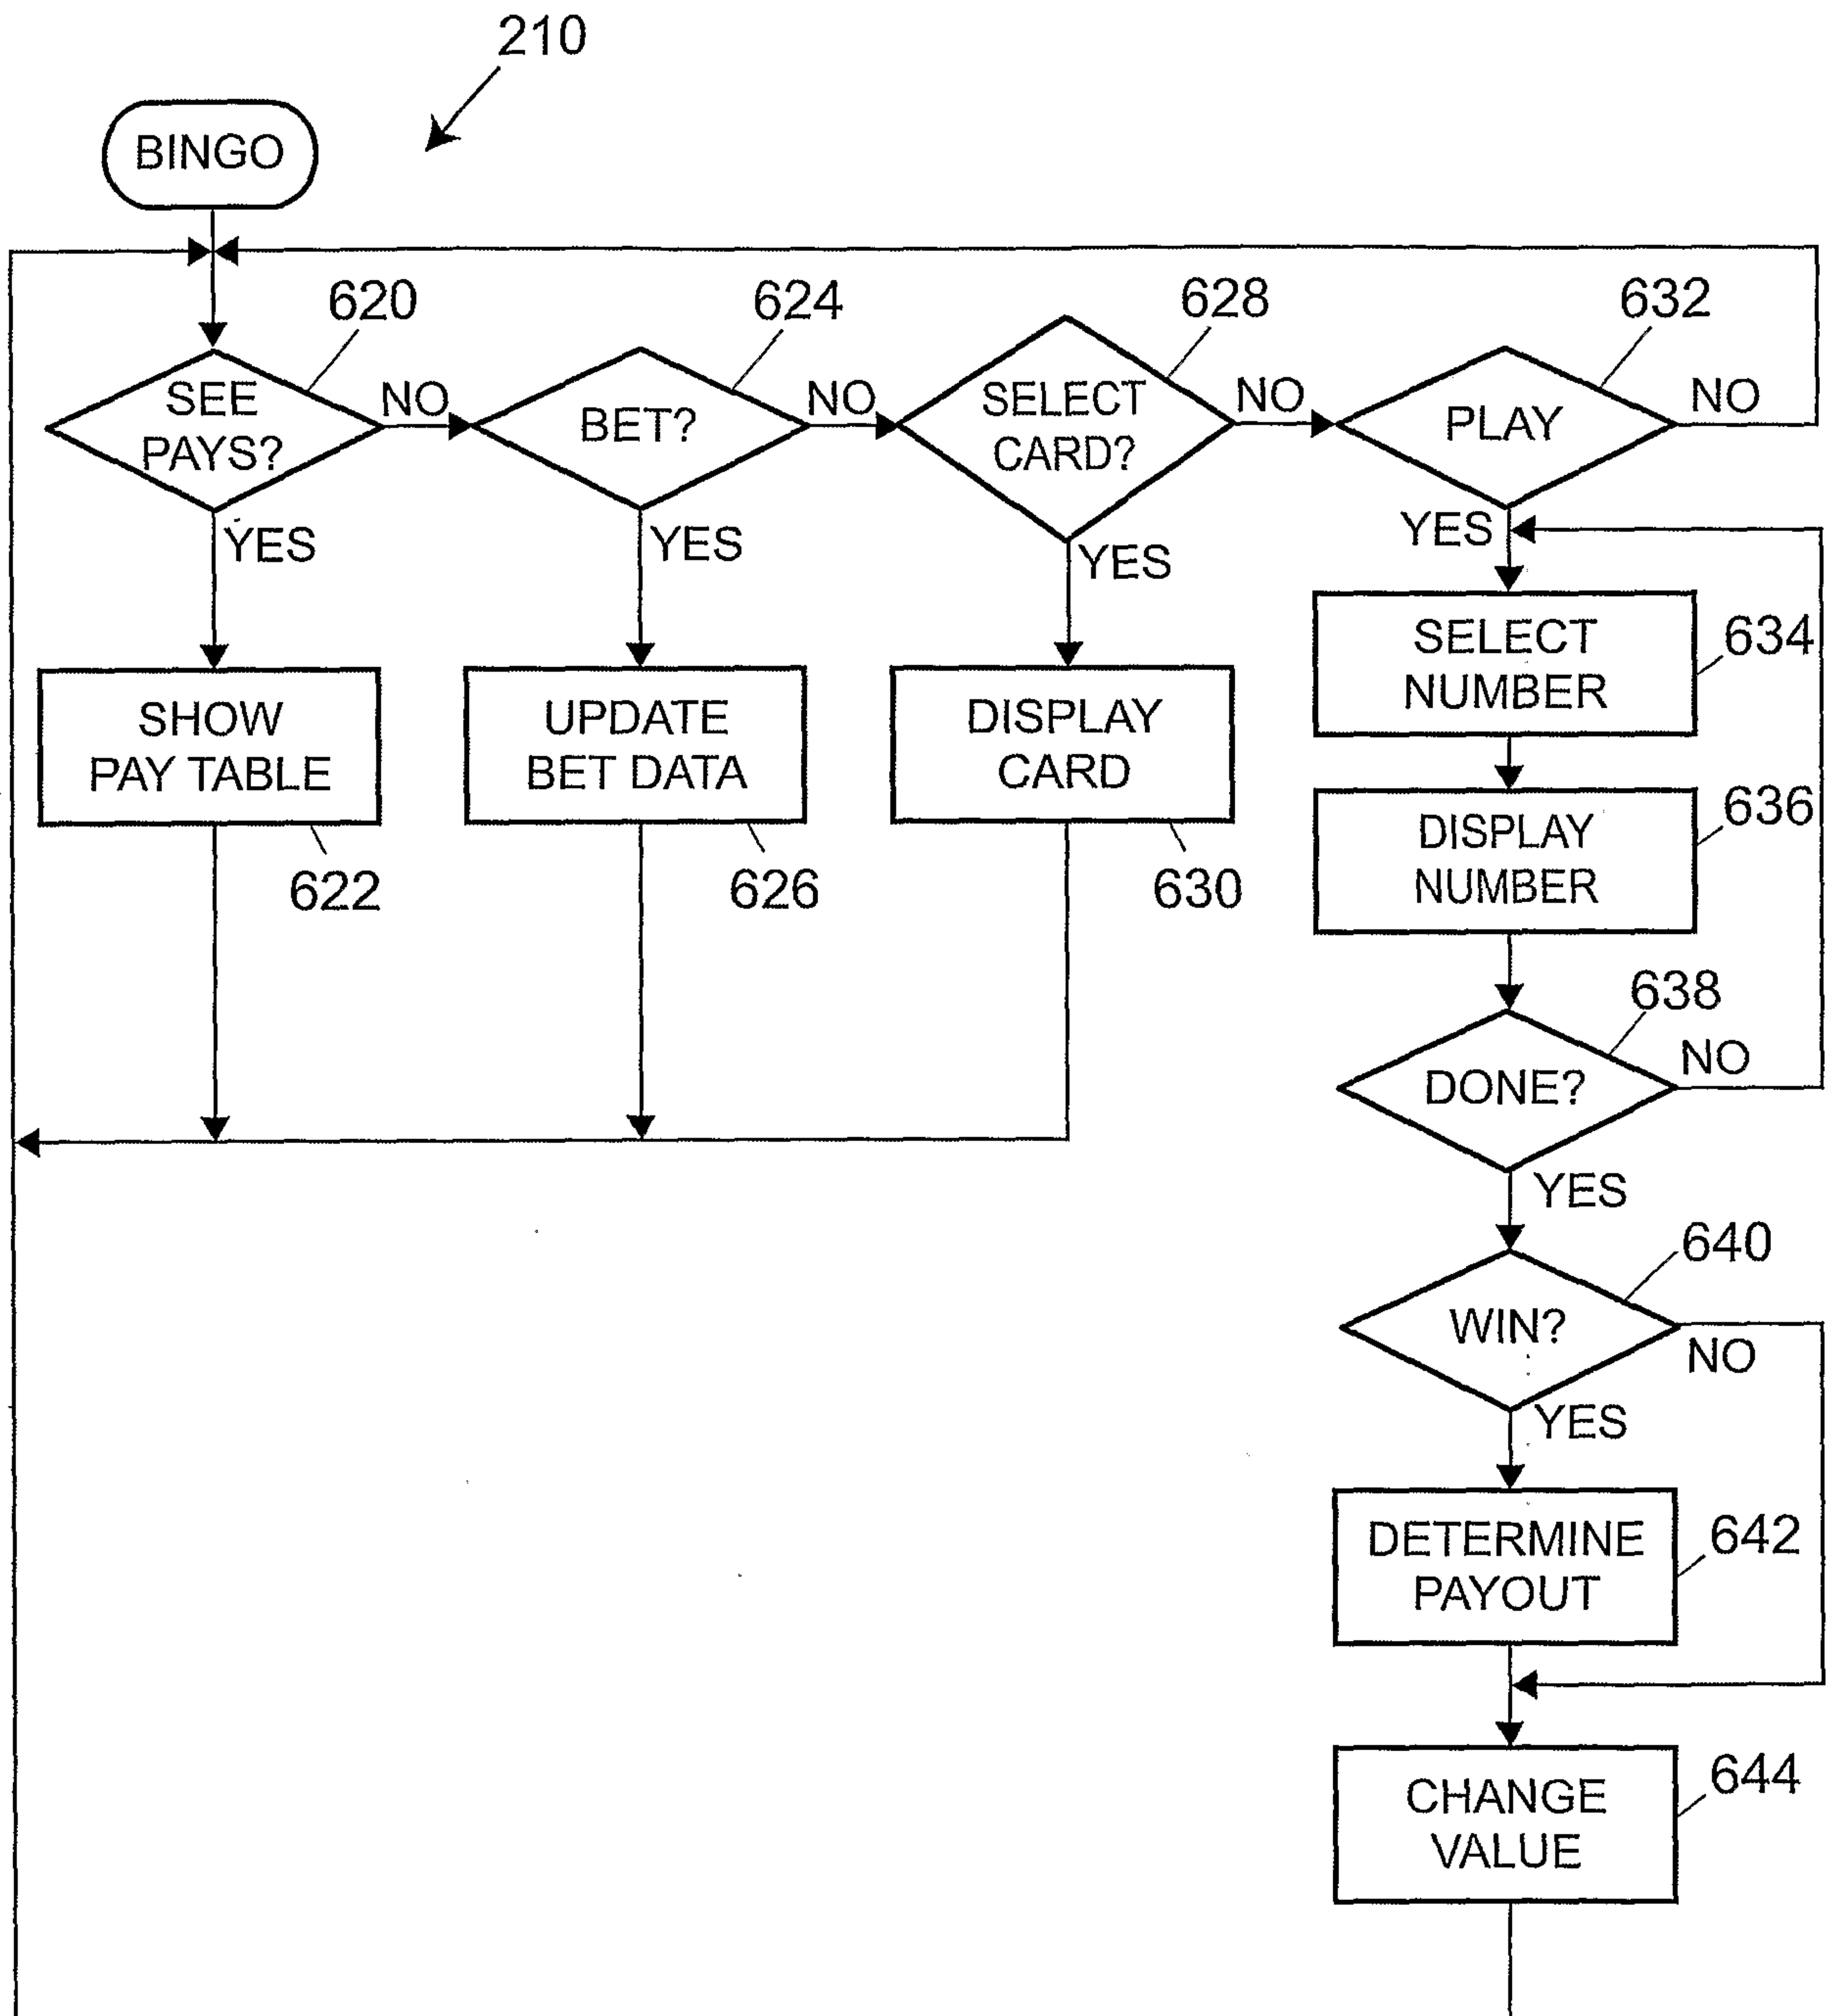 210
BINGO
620
624
628
632
SEE
PAYS?
NO
BET?
NO
SELECT
CARD?
NO
PLAY
NO
YES
YES
YES
YES
SHOW
PAY TABLE
622
UPDATE
BET DATA
626
DISPLAY
CARD
630
SELECT
NUMBER
634
DISPLAY
NUMBER
636
638
DONE?
NO
YES
640
WIN?
NO
YES
DETERMINE
PAYOUT
642
CHANGE
VALUE
644